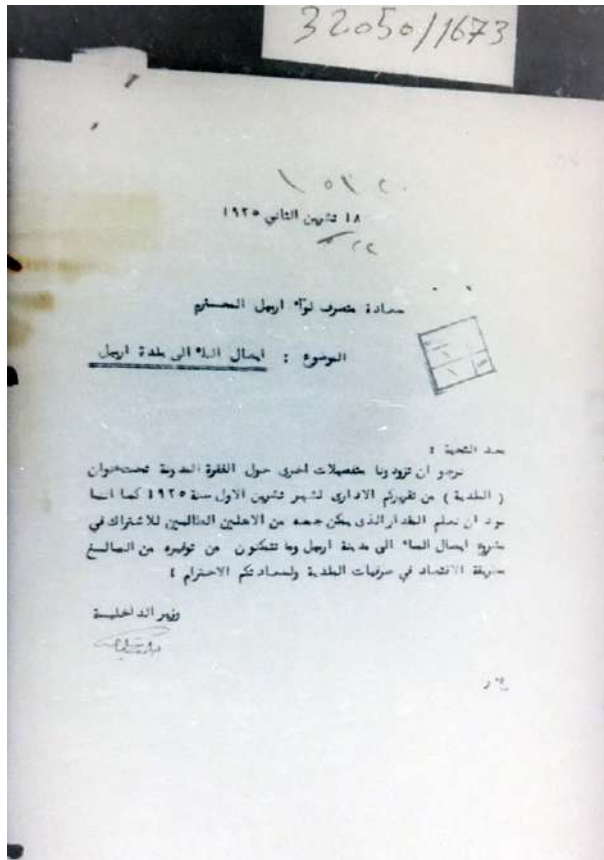 32050/1673
١٥١٢٠
١٨ تشرين الثاني ١٩٢٥
٢٢
سعادة متصرف لواء اربيل المحترم
الموضوع : ايصال الماء الى بلدة اربيل
بعد التحية :
نرجو ان تزودونا بتفصيلات اخرى حول الفقرة المدونة تحت عنوان
( البلدية ) من تقريركم الاداري لشهر تشرين الاول سنة ١٩٢٥ كما اننا
نود ان نعلم المقدار الذي يمكن جمعه من الاهلين الطالبين للاشتراك في
مشروع ايصال الماء الى مدينة اربيل وما تتمكنون من توفيره من المبالغ
بطريقة الاقتصاد في صرفيات البلدية ولسعادتكم الاحترام ؛
وزير الداخلية